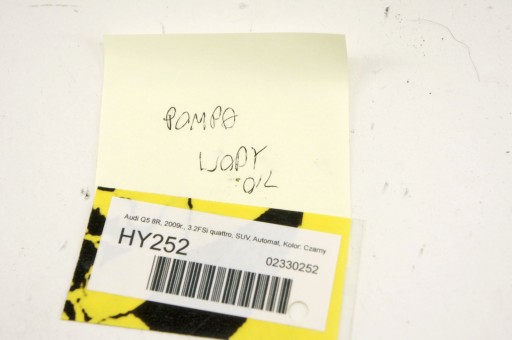 POMPA
WODY
OIL
Audi Q5 8R, 2009r., 3.2FSi quattro, SUV, Automat, Kolor: Czarny
HY252
02330252